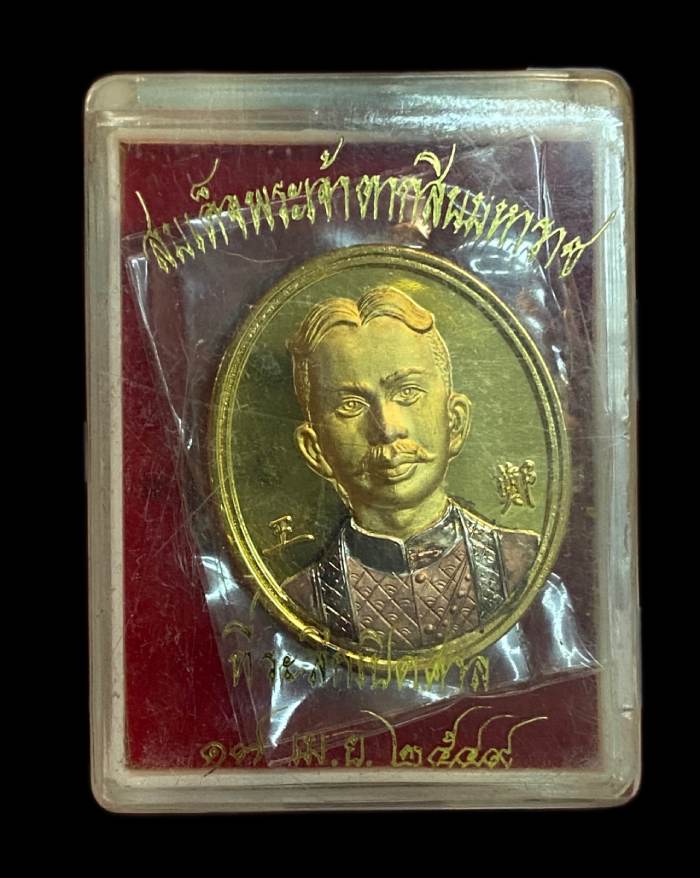 สมเด็จพระเจ้าตากสินมหาราช
鄭
王
ที่ระลึกเปิดศาล
๑๗ เม.ย. ๒๕๔๙